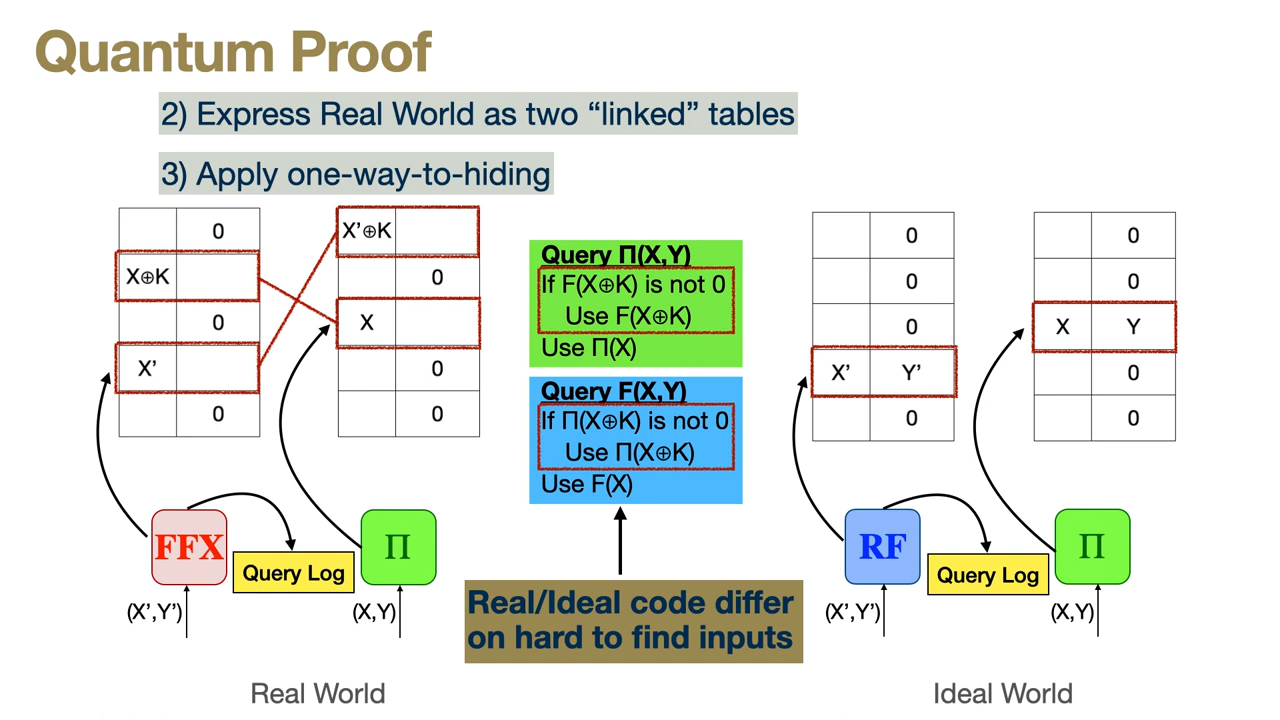 Quantum Proof
2) Express Real World as two “linked” tables
3) Apply one-way-to-hiding
0
X⊕K
0
X’
0
X’⊕K
0
X
0
0
Query Π(X,Y)
If F(X⊕K) is not 0
Use F(X⊕K)
Use Π(X)
Query F(X,Y)
If Π(X⊕K) is not 0
Use Π(X⊕K)
Use F(X)
0
0
0
X’ Y’
0
0
0
X Y
0
0
FFX
Query Log
Π
(X’,Y’)
(X,Y)
Real/Ideal code differ
on hard to find inputs
RF
Query Log
Π
(X’,Y’)
(X,Y)
Real World
Ideal World